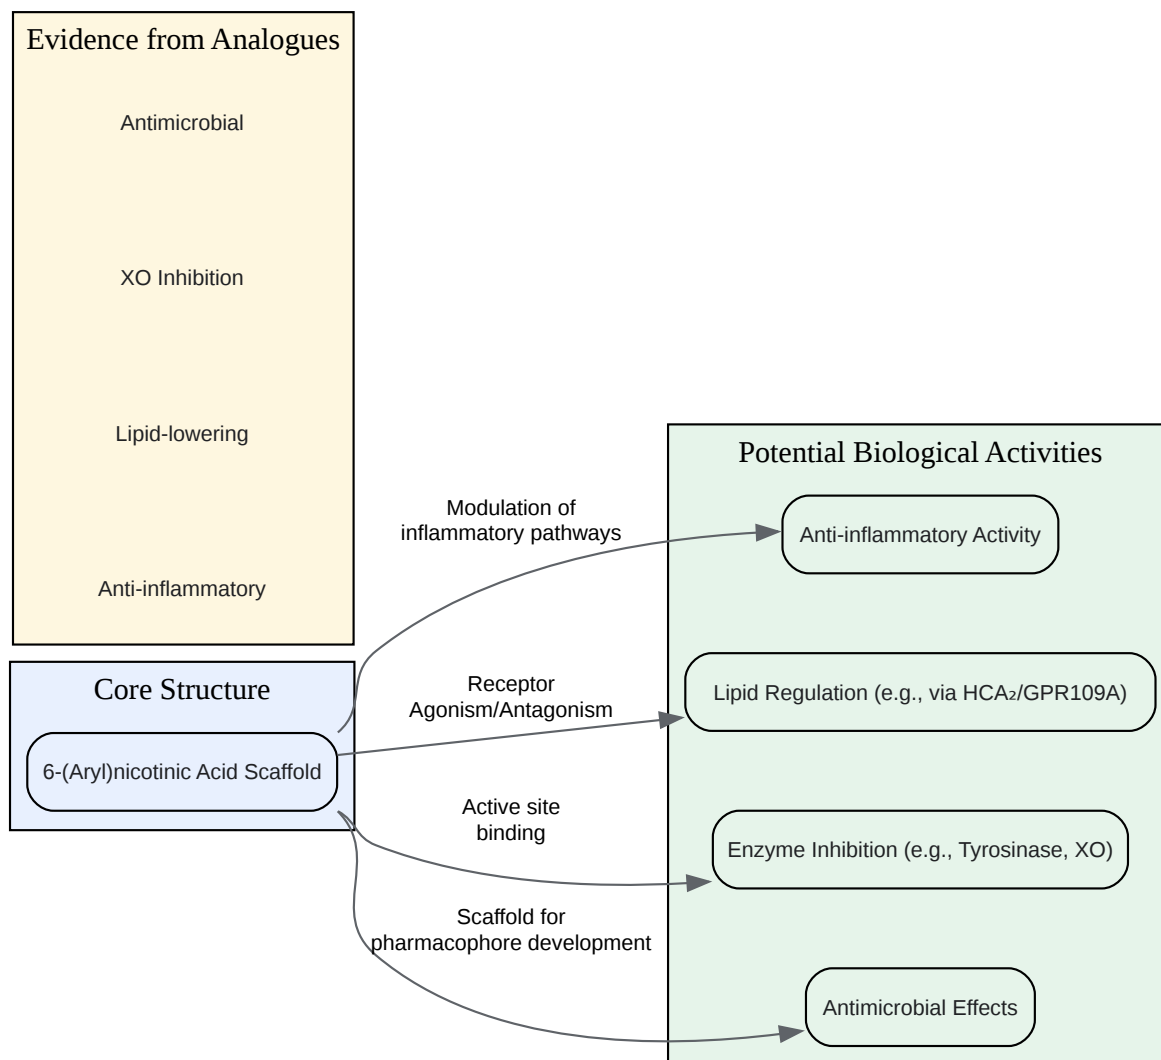 Evidence from Analogues
Antimicrobial
XO Inhibition
Lipid-lowering
Anti-inflammatory
Core Structure
6-(Aryl)nicotinic Acid Scaffold
Modulation of
inflammatory pathways
Receptor
Agonism/Antagonism
Active site
binding
Scaffold for
pharmacophore development
Potential Biological Activities
Anti-inflammatory Activity
Lipid Regulation (e.g., via HCA₂/GPR109A)
Enzyme Inhibition (e.g., Tyrosinase, XO)
Antimicrobial Effects